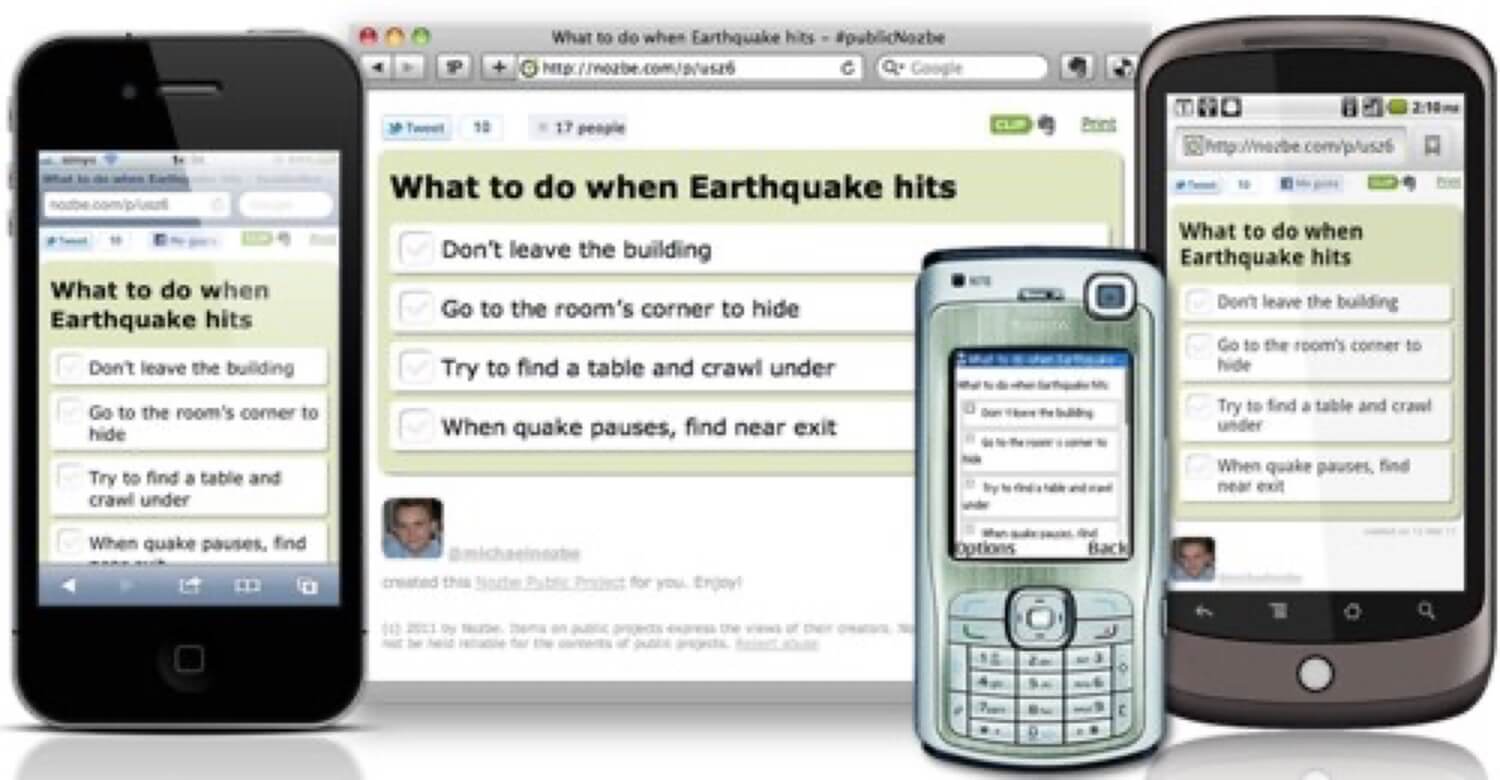 nozbe.com/p/usz6
Tweet 10
What to do when
Earthquake hits
Don't leave the building
Go to the room's corner to
hide
Try to find a table and
crawl under
When quake pauses, find
near exit
What to do when Earthquake hits – #publicNozbe
http://nozbe.com/p/usz6
Google
Tweet 10 17 people CLIP Print
What to do when Earthquake hits
Don't leave the building
Go to the room's corner to hide
Try to find a table and crawl under
When quake pauses, find near exit
@michaelnozbe
created this Nozbe Public Project for you. Enjoy!
(c) 2011 by Nozbe. Items on public projects express the views of their creators.
not be held reliable for the contents of public projects. Report abuse
N70
What to do when Earthquake
What to do when Earthquake hits
Don't leave the building
Go to the room's corner to
hide
Try to find a table and crawl
under
When quake pauses, find
Options Back
2:10 PM
http://nozbe.com/p/usz6
Tweet 10 CLIP Print
What to do when
Earthquake hits
Don't leave the building
Go to the room's corner to
hide
Try to find a table and crawl
under
When quake pauses, find
near exit